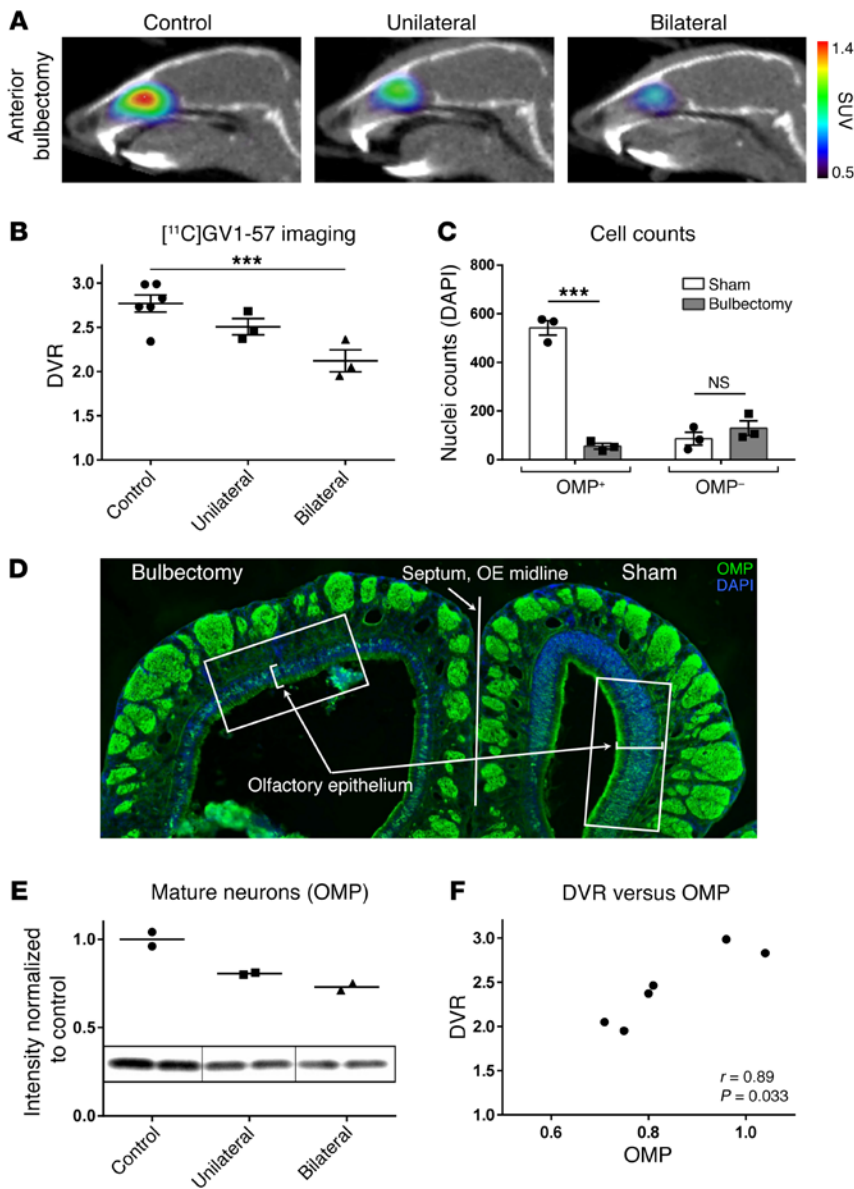 A
Control
Unilateral
Bilateral
Anterior
bulbectomy
1.4
SUV
0.5
B
[¹¹C]GV1-57 imaging
***
DVR
3.0
2.5
2.0
1.5
1.0
Control
Unilateral
Bilateral
C
Cell counts
Nuclei counts (DAPI)
800
600
400
200
0
***
NS
Sham
Bulbectomy
OMP⁺
OMP⁻
D
Bulbectomy
Septum, OE midline
Sham
OMP
DAPI
Olfactory epithelium
E
Mature neurons (OMP)
Intensity normalized
to control
1.0
0.5
0.0
Control
Unilateral
Bilateral
F
DVR versus OMP
DVR
3.0
2.5
2.0
1.5
1.0
r = 0.89
P = 0.033
0.6
0.8
1.0
OMP